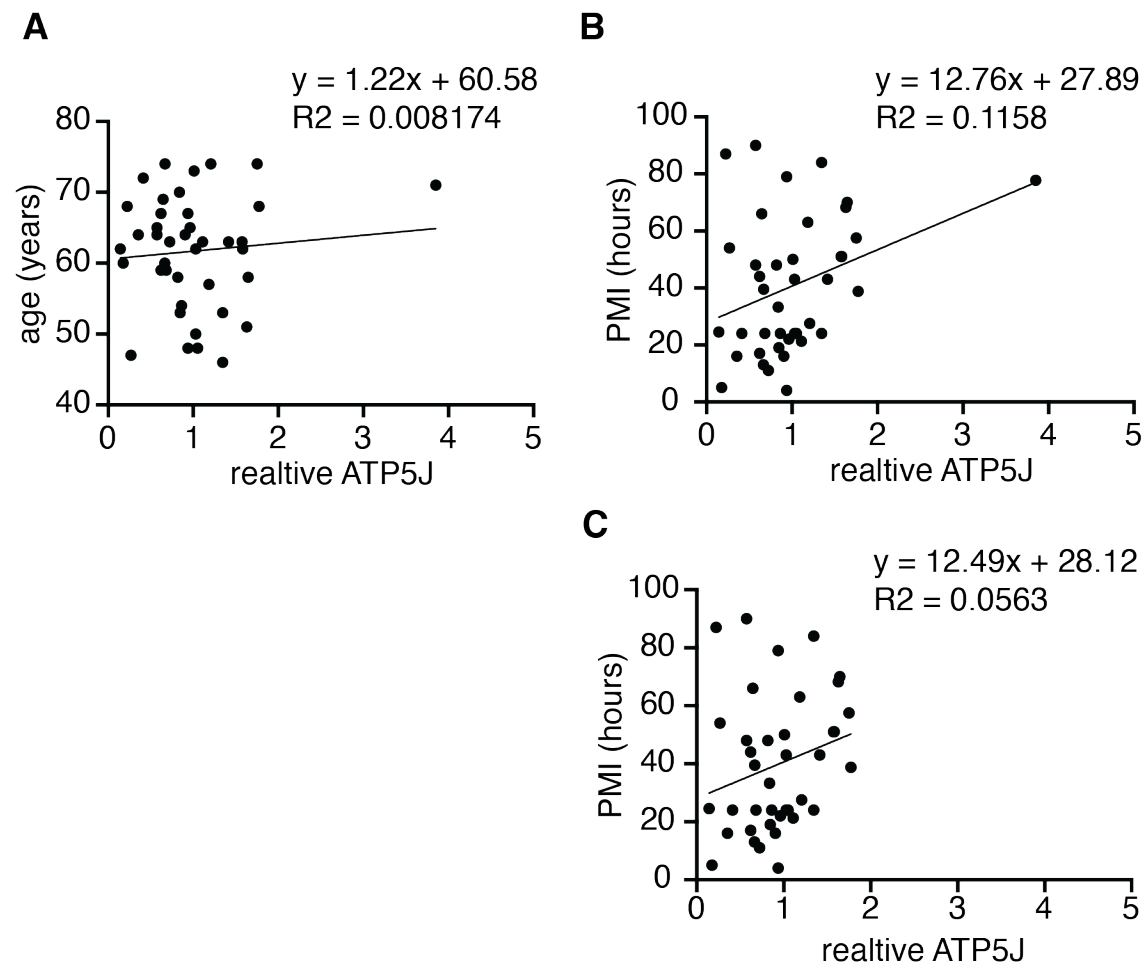 A
y = 1.22x + 60.58
R2 = 0.008174
80
70
60
50
40
age (years)
0 1 2 3 4 5
realtive ATP5J
B
y = 12.76x + 27.89
R2 = 0.1158
100
80
60
40
20
0
PMI (hours)
0 1 2 3 4 5
realtive ATP5J
C
y = 12.49x + 28.12
R2 = 0.0563
100
80
60
40
20
0
PMI (hours)
0 1 2 3 4 5
realtive ATP5J